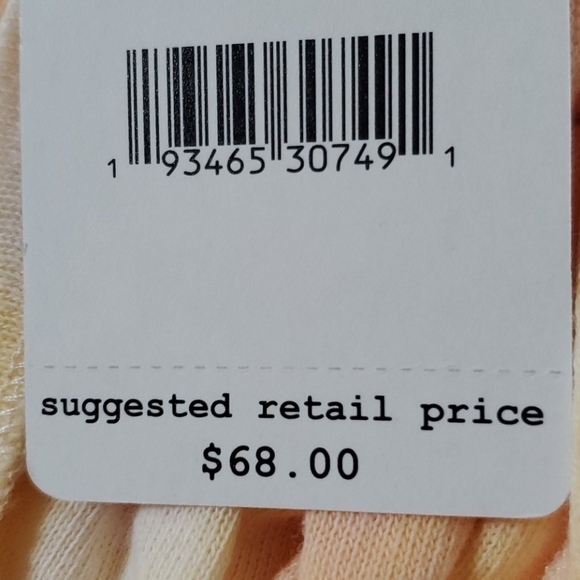 1 93465 30749 1
suggested retail price
$68.00